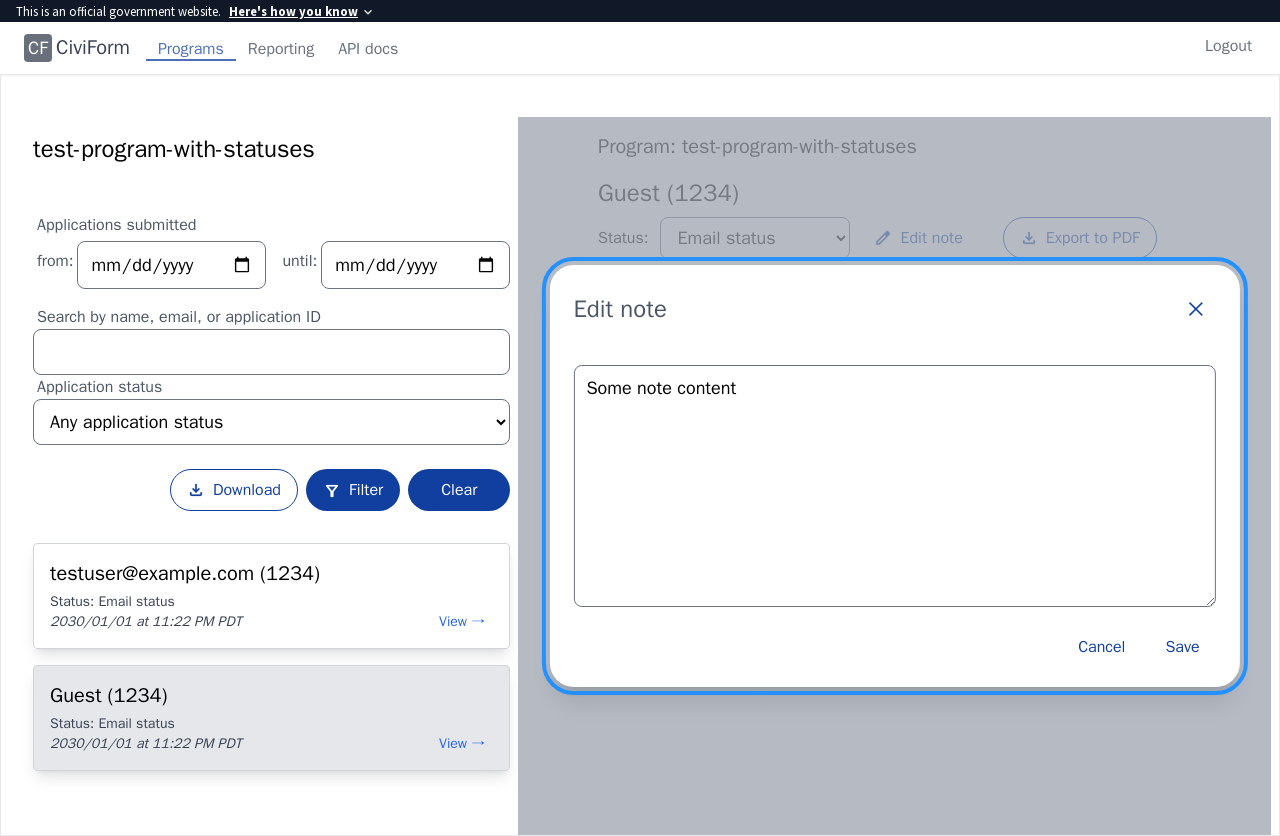 This is an official government website. Here's how you know
CF CiviForm Programs Reporting API docs Logout
test-program-with-statuses
Applications submitted
from: mm/dd/yyyy until: mm/dd/yyyy
Search by name, email, or application ID
Application status
Any application status
Download Filter Clear
testuser@example.com (1234)
Status: Email status
2030/01/01 at 11:22 PM PDT View →
Guest (1234)
Status: Email status
2030/01/01 at 11:22 PM PDT View →
Program: test-program-with-statuses
Guest (1234)
Status: Email status Edit note Export to PDF
Edit note
Some note content
Cancel Save